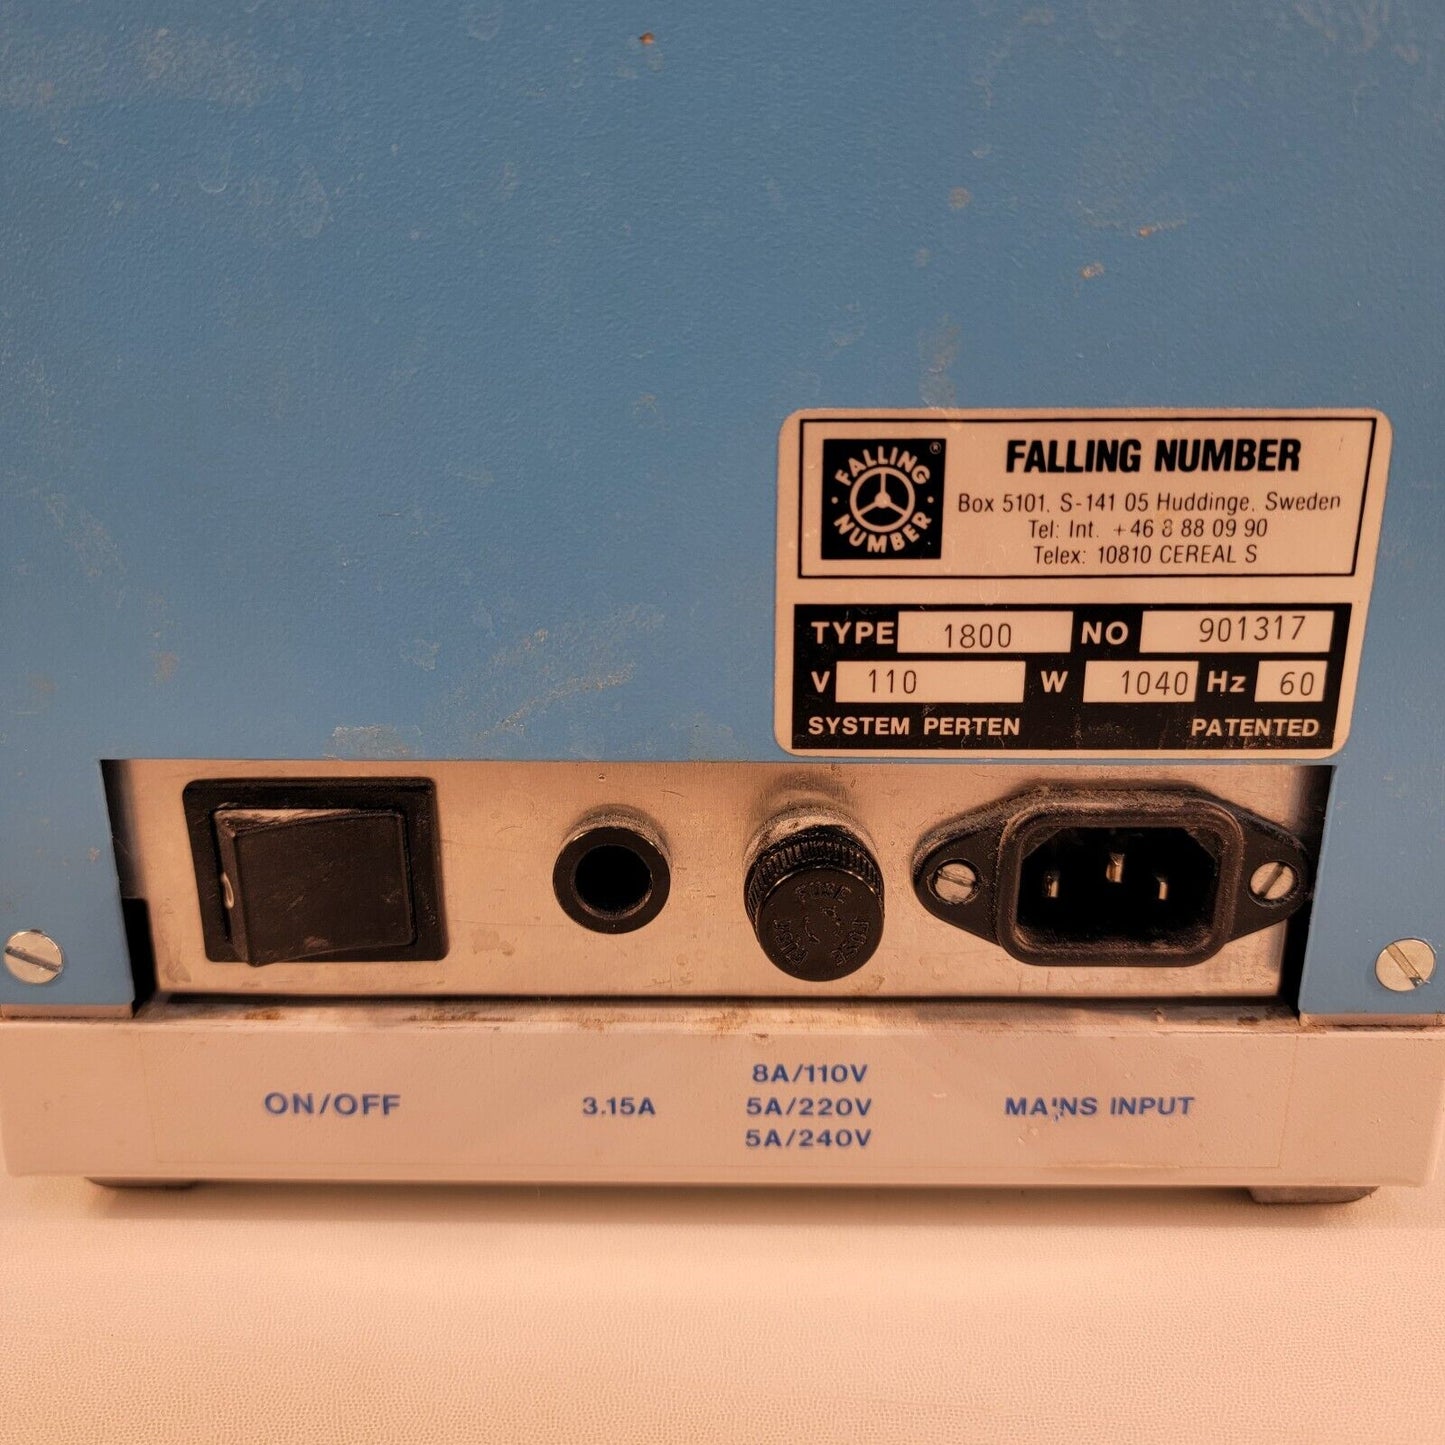 FALLING NUMBER ®
FALLING NUMBER
Box 5101, S-141 05 Huddinge, Sweden
Tel: Int. +46 8 88 09 90
Telex: 10810 CEREAL S
TYPE 1800 NO 901317
V 110 W 1040 Hz 60
SYSTEM PERTEN PATENTED
FUSE
ON/OFF
3.15A
8A/110V
5A/220V
5A/240V
MAINS INPUT